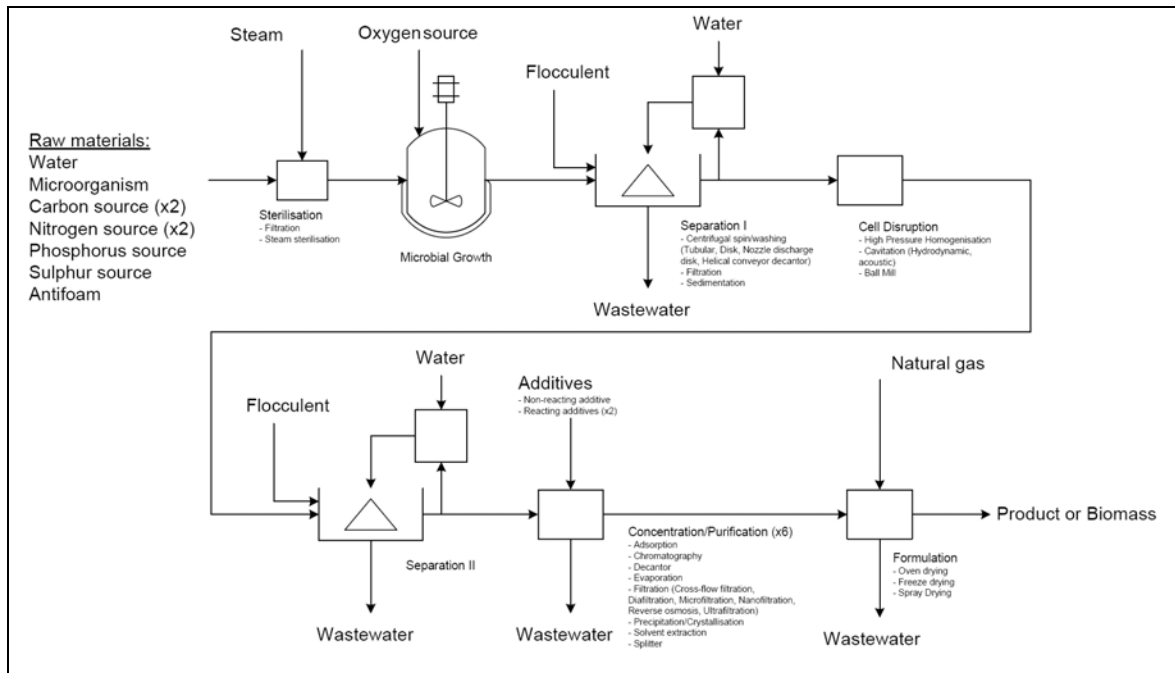 Steam
Oxygen source
Water
Flocculent
Raw materials:
Water
Microorganism
Carbon source (x2)
Nitrogen source (x2)
Phosphorus source
Sulphur source
Antifoam
Sterilisation
- Filtration
- Steam sterilisation
Microbial Growth
Separation I
- Centrifugal spin/washing
(Tubular, Disk, Nozzle discharge
disk, Helical conveyor decantor)
- Filtration
- Sedimentation
Cell Disruption
- High Pressure Homogenisation
- Cavitation (Hydrodynamic,
acoustic)
- Ball Mill
Wastewater
Water
Flocculent
Additives
- Non-reacting additive
- Reacting additives (x2)
Natural gas
Separation II
Concentration/Purification (x6)
- Adsorption
- Chromatography
- Decantor
- Evaporation
- Filtration (Cross-flow filtration,
Diafiltration, Microfiltration, Nanofiltration,
Reverse osmosis, Ultrafiltration)
- Precipitation/Crystallisation
- Solvent extraction
- Splitter
Product or Biomass
Formulation
- Oven drying
- Freeze drying
- Spray Drying
Wastewater
Wastewater
Wastewater